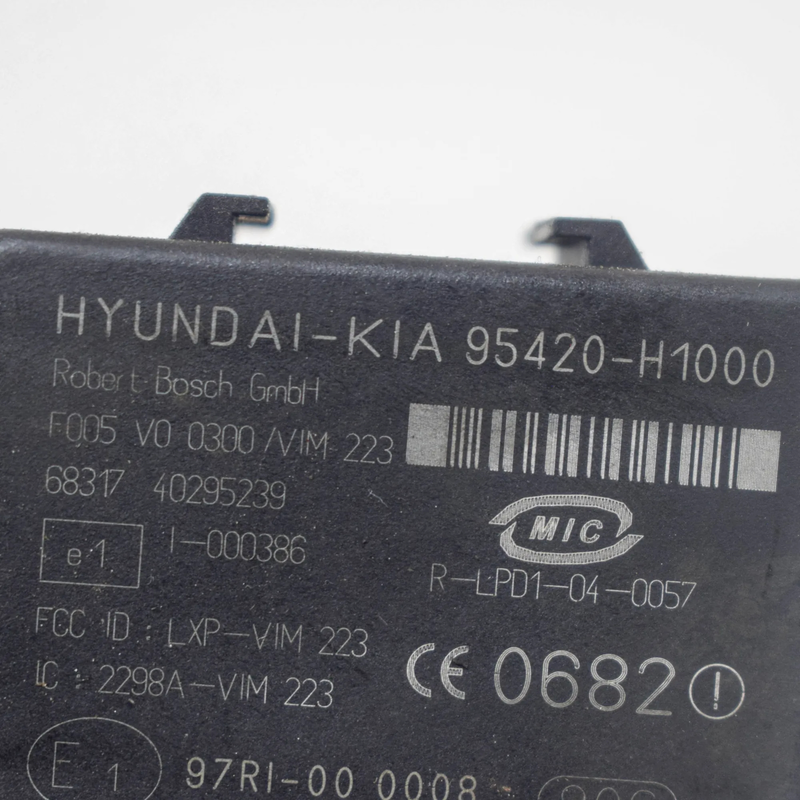 HYUNDAI-KIA 95420-H1000
Robert Bosch GmbH
F005 V0 0300 /VIM 223
68317 40295239
MIC
e1 I-000386
R-LPD1-04-0057
FCC ID : LXP-VIM 223
IC : 2298A-VIM 223
CE 0682 !
E1 97RI-00 0008